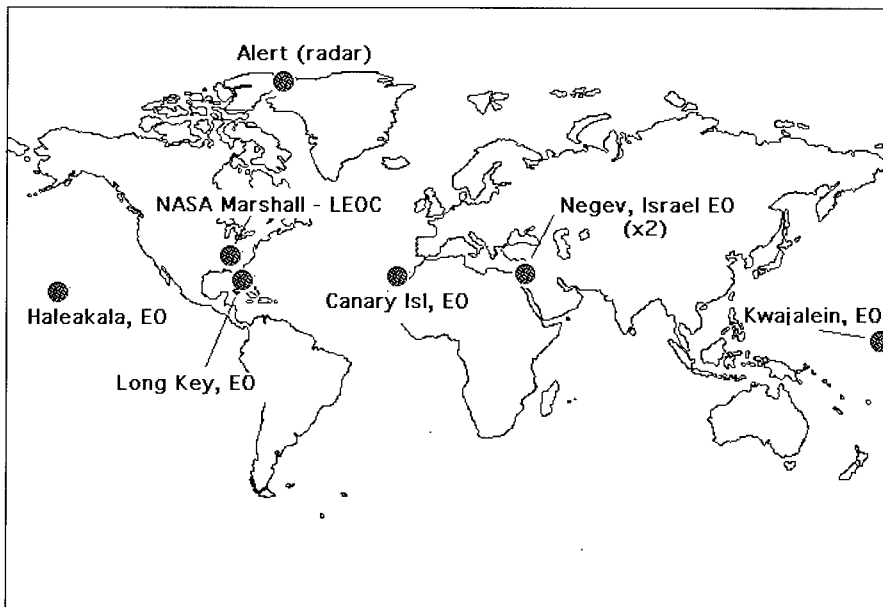 Alert (radar)
NASA Marshall - LEOC
Negev, Israel EO
(x2)
Haleakala, EO
Canary Isl, EO
Kwajalein, EO
Long Key, EO